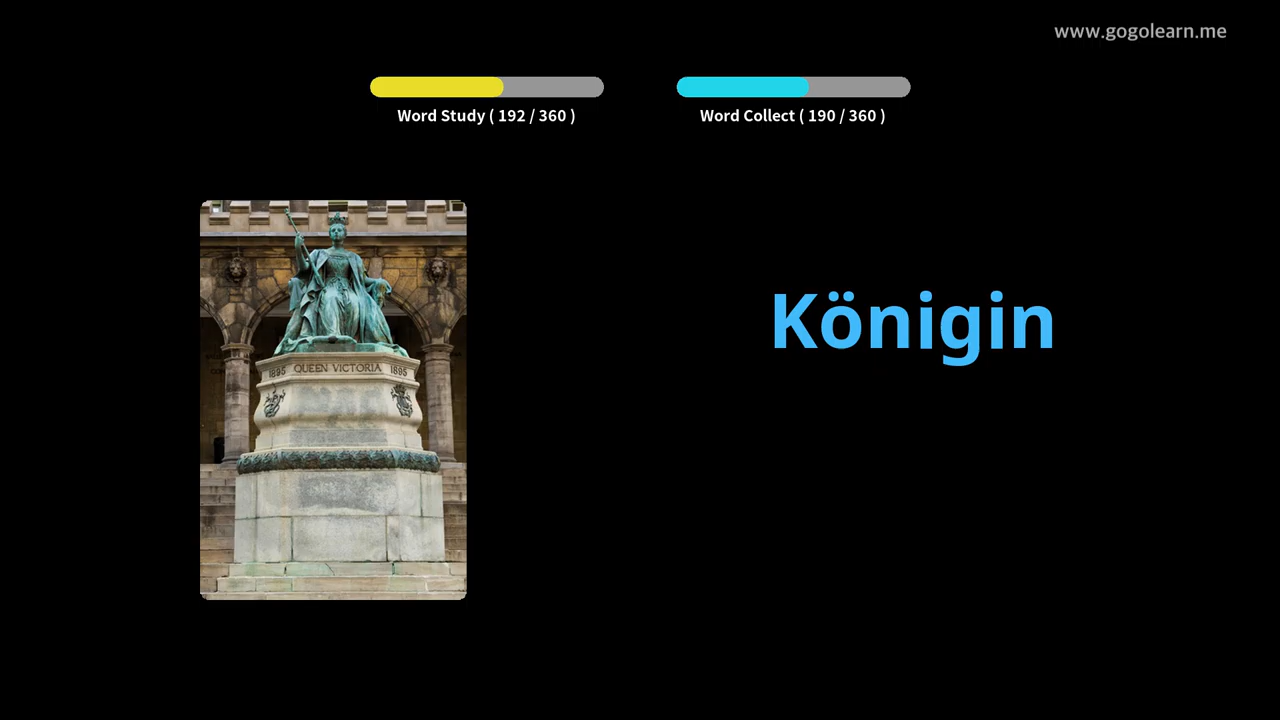 www.gogolearn.me
Word Study ( 192 / 360 )
Word Collect ( 190 / 360 )
Königin
1895 QUEEN VICTORIA 1895